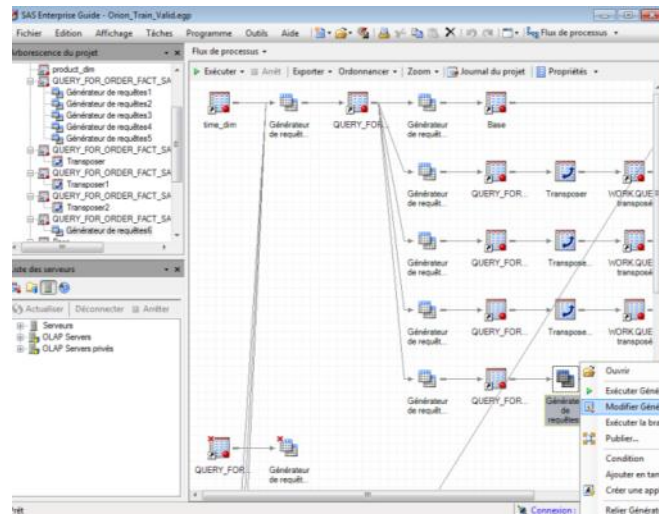 SAS Enterprise Guide - Orion_Train_Valid.egp
Fichier Edition Affichage Tâches Programme Outils Aide Flux de processus
Arborescence du projet
Flux de processus
product_dim
QUERY_FOR_ORDER_FACT_SA
Générateur de requêtes1
Générateur de requêtes2
Générateur de requêtes3
Générateur de requêtes4
Générateur de requêtes5
QUERY_FOR_ORDER_FACT_SA
Transposer
QUERY_FOR_ORDER_FACT_SA
Transposer1
QUERY_FOR_ORDER_FACT_SA
Transposer2
QUERY_FOR_ORDER_FACT_SA
Générateur de requêtes6
Liste des serveurs
Actualiser Déconnecter Arrêter
Serveurs
OLAP Servers
OLAP Servers privés
Exécuter Arrêt Exporter Ordonnancer Zoom Journal du projet Propriétés
time_dim Générateur de requêt... QUERY_FOR... Générateur de requêt... Base
Générateur de requêt... QUERY_FOR... Transposer WORK.QUE transposé
Générateur de requêt... QUERY_FOR... Transpose... WORK.QUE transposé
Générateur de requêt... QUERY_FOR... Transpose... WORK.QUE transposé
Générateur de requêt... QUERY_FOR... Générate de requêtes
QUERY_FOR... Générateur de requêt...
Ouvrir
Exécuter Géné
Modifier Géné
Exécuter la bra
Publier...
Condition
Ajouter en tan
Créer une app
Relier Générat
Prêt
Connexion :